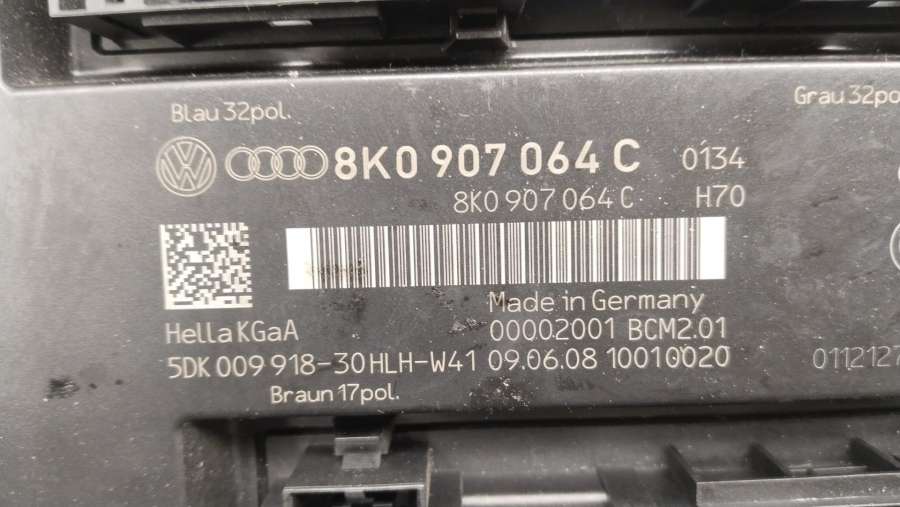 Blau 32pol.
Grau 32po
8K0 907 064 C 0134
8K0 907 064 C H70
Made in Germany
Hella KGaA 00002001 BCM2.01
5DK 009 918-30 HLH-W41 09.06.08 10010020
0112127
Braun 17pol.